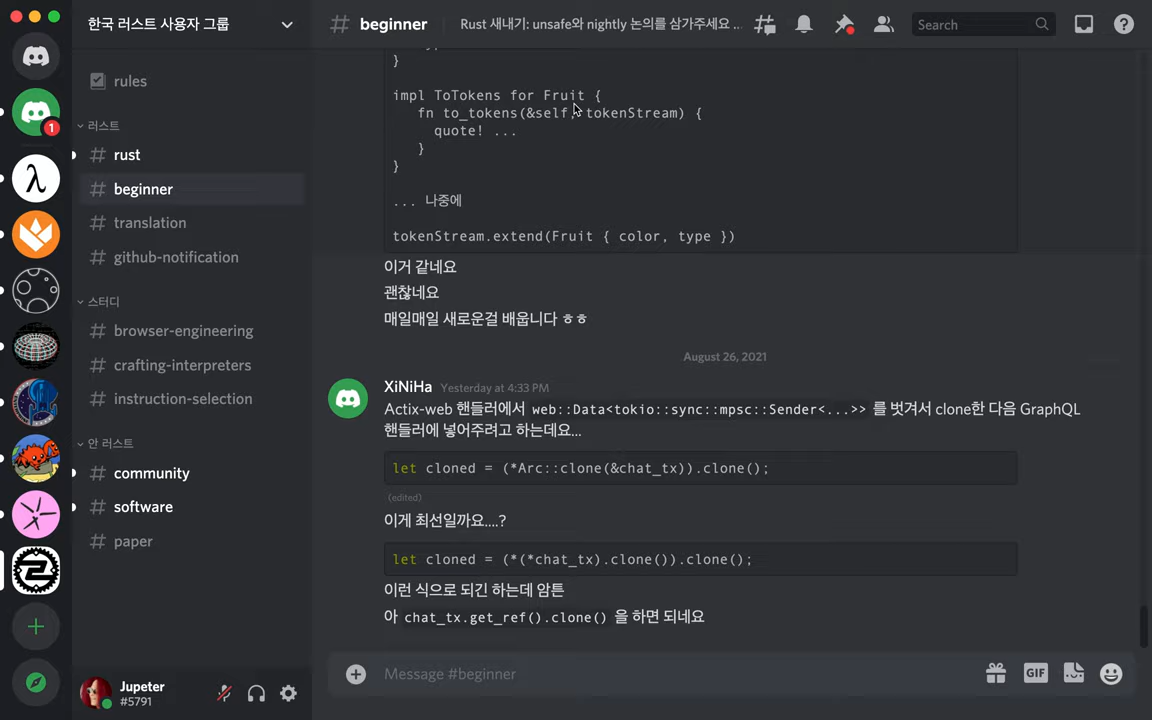 한국 러스트 사용자 그룹
# beginner
Rust 새내기: unsafe와 nightly 논의를 삼가주세요 ...
Search
rules
러스트
# rust
# beginner
# translation
# github-notification
스터디
# browser-engineering
# crafting-interpreters
# instruction-selection
안 러스트
# community
# software
# paper
1
Jupeter
#5791
}
impl ToTokens for Fruit {
fn to_tokens(&self, tokenStream) {
quote! ...
}
}
... 나중에
tokenStream.extend(Fruit { color, type })
이거 같네요
괜찮네요
매일매일 새로운걸 배웁니다 ㅎㅎ
August 26, 2021
XiNiHa Yesterday at 4:33 PM
Actix-web 핸들러에서 web::Data<tokio::sync::mpsc::Sender<...>> 를 벗겨서 clone한 다음 GraphQL
핸들러에 넣어주려고 하는데요...
let cloned = (*Arc::clone(&chat_tx)).clone();
(edited)
이게 최선일까요....?
let cloned = (*(*chat_tx).clone()).clone();
이런 식으로 되긴 하는데 암튼
아 chat_tx.get_ref().clone() 을 하면 되네요
Message #beginner
GIF